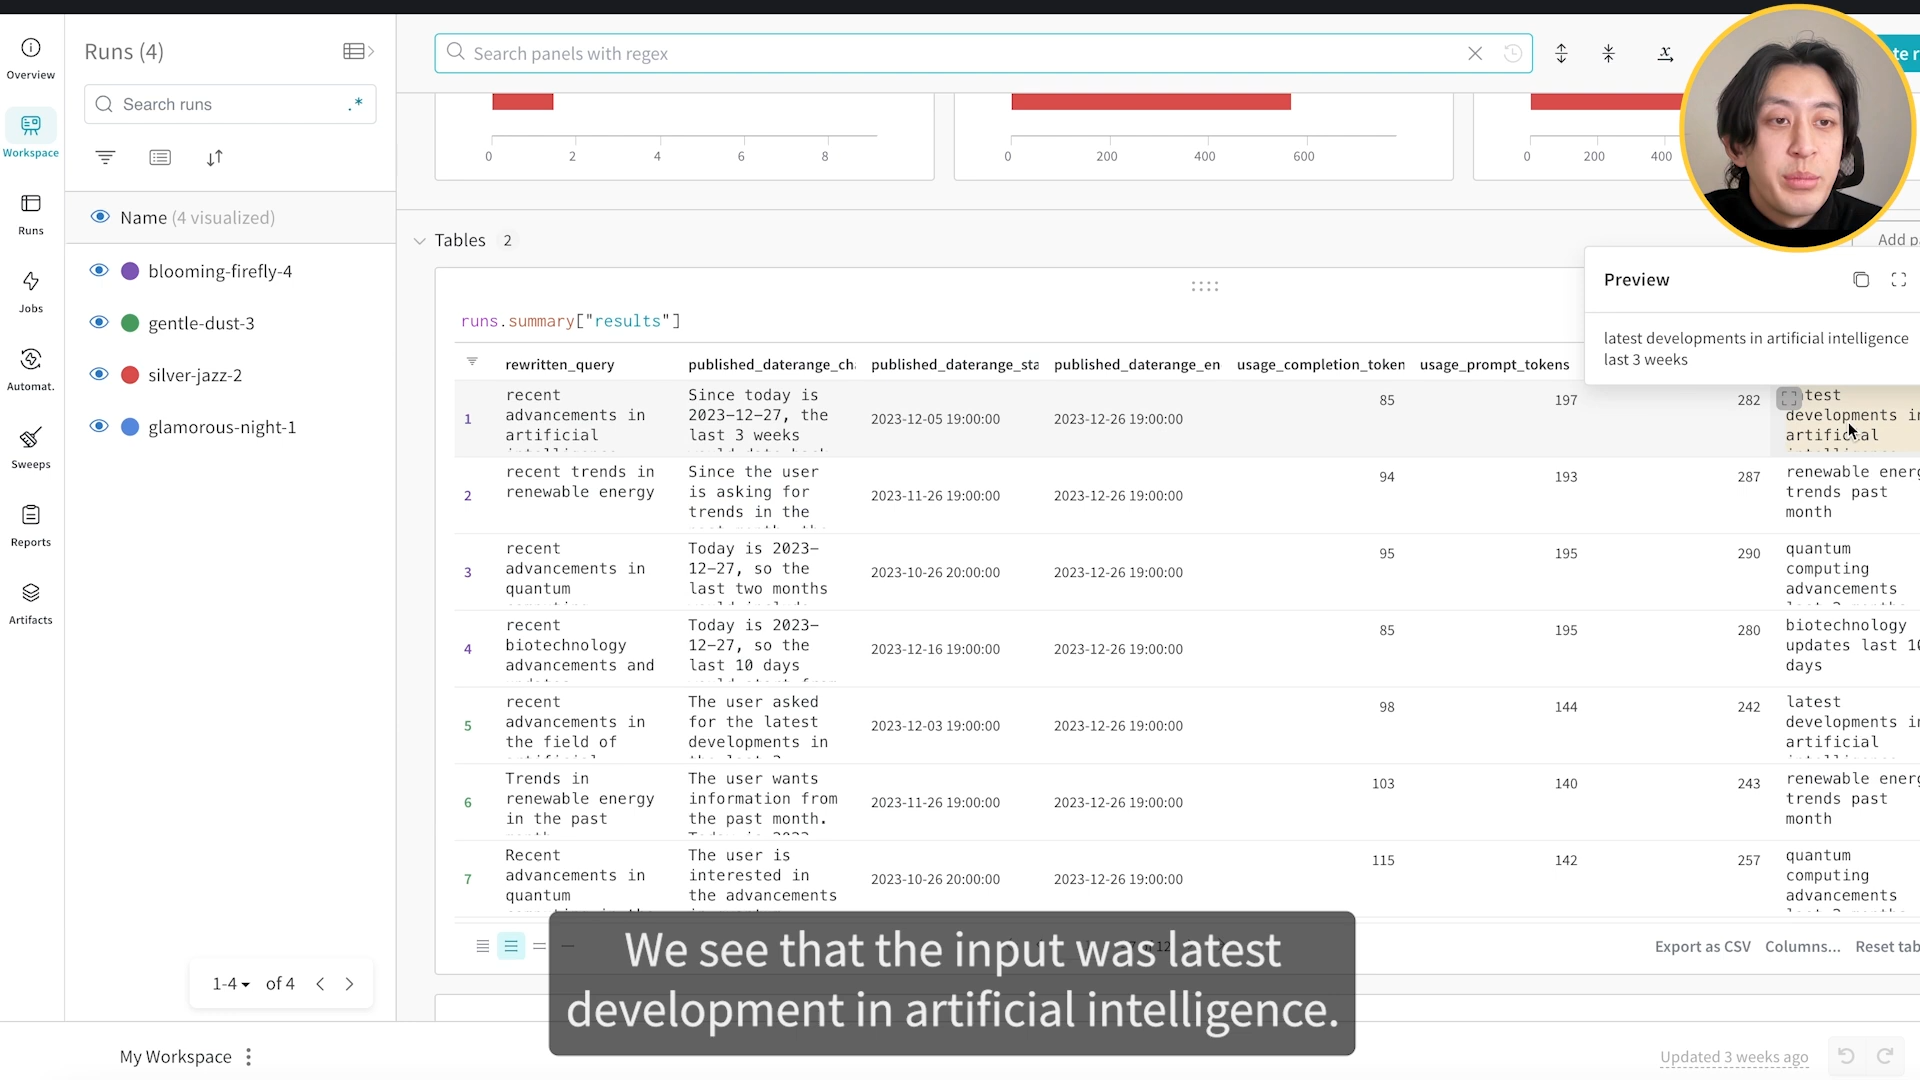 Overview
Workspace
Runs
Jobs
Automat.
Sweeps
Reports
Artifacts
Runs (4)
Search runs
.*
Name (4 visualized)
blooming-firefly-4
gentle-dust-3
silver-jazz-2
glamorous-night-1
1-4 of 4
My Workspace
Search panels with regex
0 2 4 6 8
0 200 400 600
0 200 400
Tables 2
runs.summary["results"]
rewritten_query published_daterange_ch published_daterange_sta published_daterange_en usage_completion_token usage_prompt_tokens
1
recent
advancements in
artificial
Since today is
2023-12-27, the
last 3 weeks
2023-12-05 19:00:00
2023-12-26 19:00:00
85
197
282
developments in
artificial
2
recent trends in
renewable energy
Since the user
is asking for
trends in the
2023-11-26 19:00:00
2023-12-26 19:00:00
94
193
287
renewable energ
trends past
month
3
recent
advancements in
quantum
Today is 2023-
12-27, so the
last two months
2023-10-26 20:00:00
2023-12-26 19:00:00
95
195
290
quantum
computing
advancements
4
recent
biotechnology
advancements and
Today is 2023-
12-27, so the
last 10 days
2023-12-16 19:00:00
2023-12-26 19:00:00
85
195
280
biotechnology
updates last 10
days
5
recent
advancements in
the field of
The user asked
for the latest
developments in
2023-12-03 19:00:00
2023-12-26 19:00:00
98
144
242
latest
developments in
artificial
6
Trends in
renewable energy
in the past
The user wants
information from
the past month.
2023-11-26 19:00:00
2023-12-26 19:00:00
103
140
243
renewable energ
trends past
month
7
Recent
advancements in
quantum
The user is
interested in
the advancements
2023-10-26 20:00:00
2023-12-26 19:00:00
115
142
257
quantum
computing
advancements
Preview
latest developments in artificial intelligence
last 3 weeks
Export as CSV Columns... Reset tab
We see that the input was latest
development in artificial intelligence.
Updated 3 weeks ago